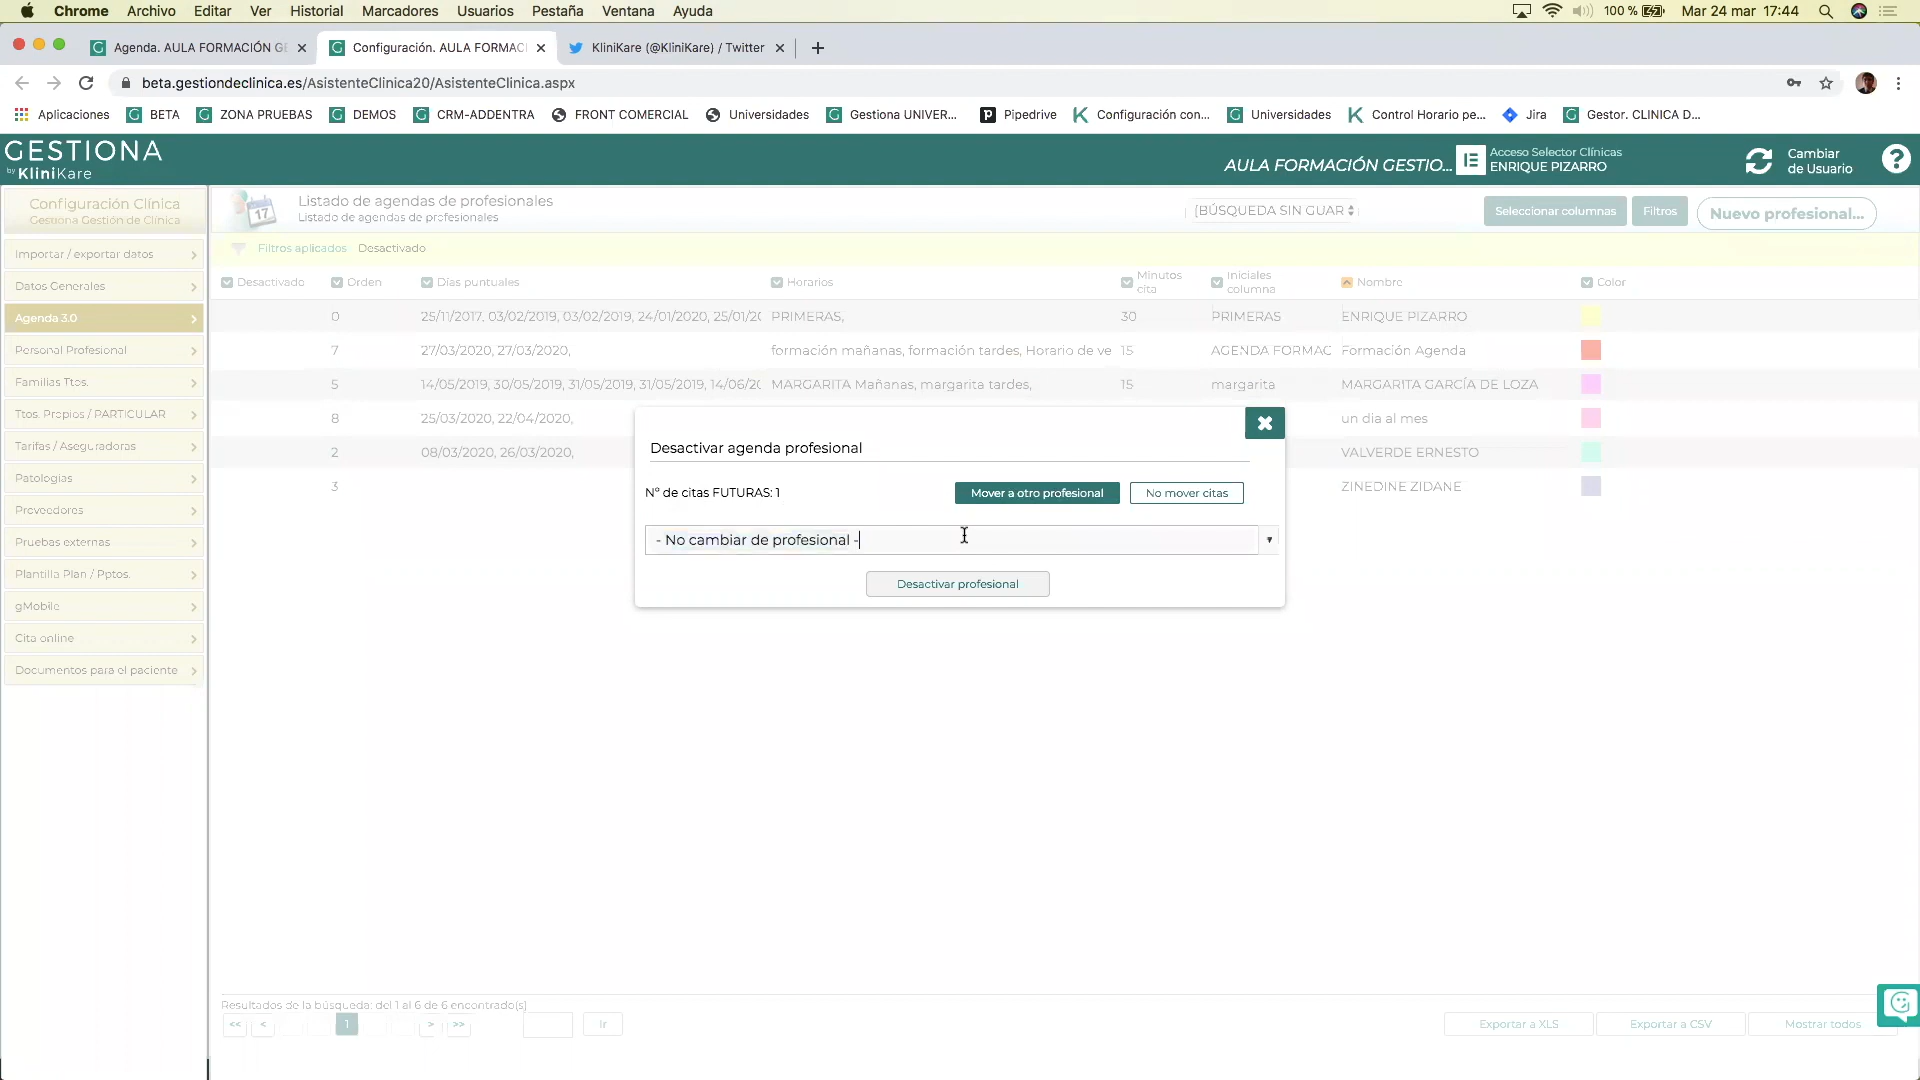 Chrome Archivo Editar Ver Historial Marcadores Usuarios Pestaña Ventana Ayuda 100 % Mar 24 mar 17:44
Agenda. AULA FORMACIÓN GE Configuración. AULA FORMAC KliniKare (@KliniKare) / Twitter
beta.gestiondeclinica.es/AsistenteClinica20/AsistenteClinica.aspx
Aplicaciones BETA ZONA PRUEBAS DEMOS CRM-ADDENTRA FRONT COMERCIAL Universidades Gestiona UNIVER... Pipedrive Configuración con... Universidades Control Horario pe... Jira Gestor. CLINICA D...
GESTIONA
by KliniKare
AULA FORMACIÓN GESTIO...
Acceso Selector Clínicas
ENRIQUE PIZARRO
Cambiar
de Usuario
Configuración Clínica
Gestiona Gestión de Clínica
Importar / exportar datos
Datos Generales
Agenda 3.0
Personal Profesional
Familias Ttos.
Ttos. Propios / PARTICULAR
Tarifas / Aseguradoras
Patologías
Proveedores
Pruebas externas
Plantilla Plan / Pptos.
gMobile
Cita online
Documentos para el paciente
Listado de agendas de profesionales
Listado de agendas de profesionales
[BÚSQUEDA SIN GUAR
Seleccionar columnas Filtros Nuevo profesional...
Filtros aplicados Desactivado
Desactivado Orden Días puntuales Horarios Minutos cita Iniciales columna Nombre Color
0 25/11/2017, 03/02/2019, 03/02/2019, 24/01/2020, 25/01/20 PRIMERAS, 30 PRIMERAS ENRIQUE PIZARRO
7 27/03/2020, 27/03/2020, formación mañanas, formación tardes, Horario de ve 15 AGENDA FORMAC Formación Agenda
5 14/05/2019, 30/05/2019, 31/05/2019, 31/05/2019, 14/06/20 MARGARITA Mañanas, margarita tardes, 15 margarita MARGARITA GARCÍA DE LOZA
8 25/03/2020, 22/04/2020, un dia al mes
2 08/03/2020, 26/03/2020, VALVERDE ERNESTO
3 ZINEDINE ZIDANE
Desactivar agenda profesional
Nº de citas FUTURAS: 1
Mover a otro profesional No mover citas
- No cambiar de profesional -
Desactivar profesional
Resultados de la búsqueda: del 1 al 6 de 6 encontrado(s)
<< < 1 > >> Ir
Exportar a XLS Exportar a CSV Mostrar todos